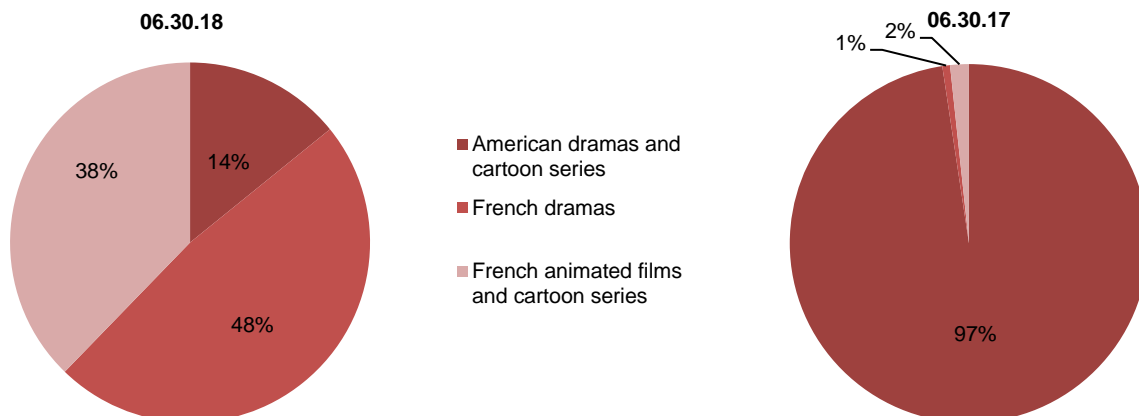 06.30.18
06.30.17
2%
1%
American dramas and
cartoon series
14%
38%
French dramas
French animated films
and cartoon series
48%
97%